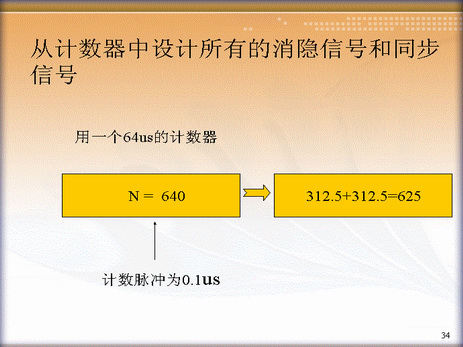 从计数器中设计所有的消隐信号和同步
信号
用一个64us的计数器
N = 640
312.5+312.5=625
计数脉冲为0.1us
34